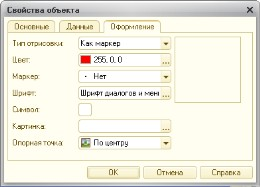 Свойства объекта
Основные Данные Оформление
Тип отрисовки: Как маркер
Цвет: 255, 0, 0 ...
Маркер: Нет
Шрифт: Шрифт диалогов и мен ...
Символ:
Картинка: ...
Опорная точка: По центру
ОК Отмена Справка